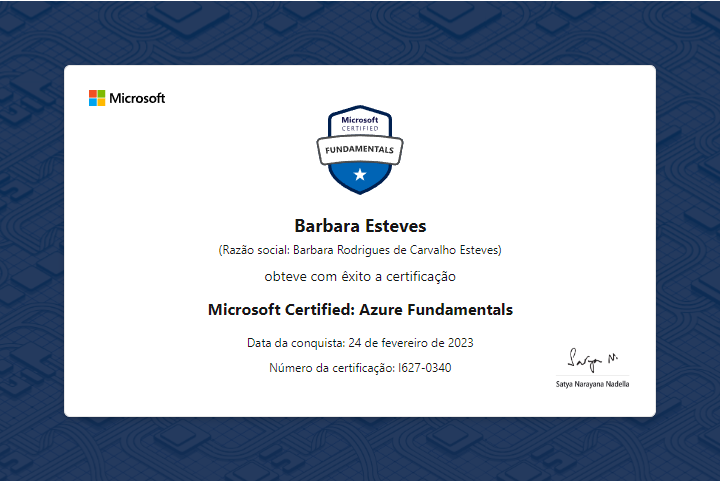 Microsoft
Microsoft
CERTIFIED
FUNDAMENTALS
Barbara Esteves
(Razão social: Barbara Rodrigues de Carvalho Esteves)
obteve com êxito a certificação
Microsoft Certified: Azure Fundamentals
Data da conquista: 24 de fevereiro de 2023
Número da certificação: I627-0340
Satya N.
Satya Narayana Nadella